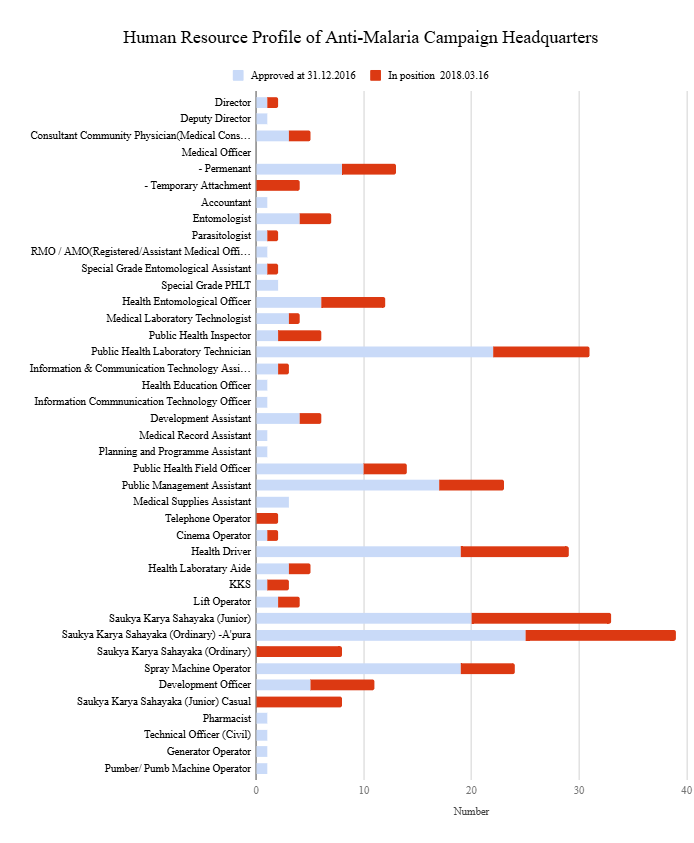 Human Resource Profile of Anti-Malaria Campaign Headquarters
Approved at 31.12.2016 In position 2018.03.16
Director
Deputy Director
Consultant Community Physician(Medical Cons…
Medical Officer
- Permenant
- Temporary Attachment
Accountant
Entomologist
Parasitologist
RMO / AMO(Registered/Assistant Medical Offi…
Special Grade Entomological Assistant
Special Grade PHLT
Health Entomological Officer
Medical Laboratory Technologist
Public Health Inspector
Public Health Laboratory Technician
Information & Communication Technology Assi…
Health Education Officer
Information Commnunication Technology Officer
Development Assistant
Medical Record Assistant
Planning and Programme Assistant
Public Health Field Officer
Public Management Assistant
Medical Supplies Assistant
Telephone Operator
Cinema Operator
Health Driver
Health Laboratary Aide
KKS
Lift Operator
Saukya Karya Sahayaka (Junior)
Saukya Karya Sahayaka (Ordinary) -A'pura
Saukya Karya Sahayaka (Ordinary)
Spray Machine Operator
Development Officer
Saukya Karya Sahayaka (Junior) Casual
Pharmacist
Technical Officer (Civil)
Generator Operator
Pumber/ Pumb Machine Operator
0 10 20 30 40
Number